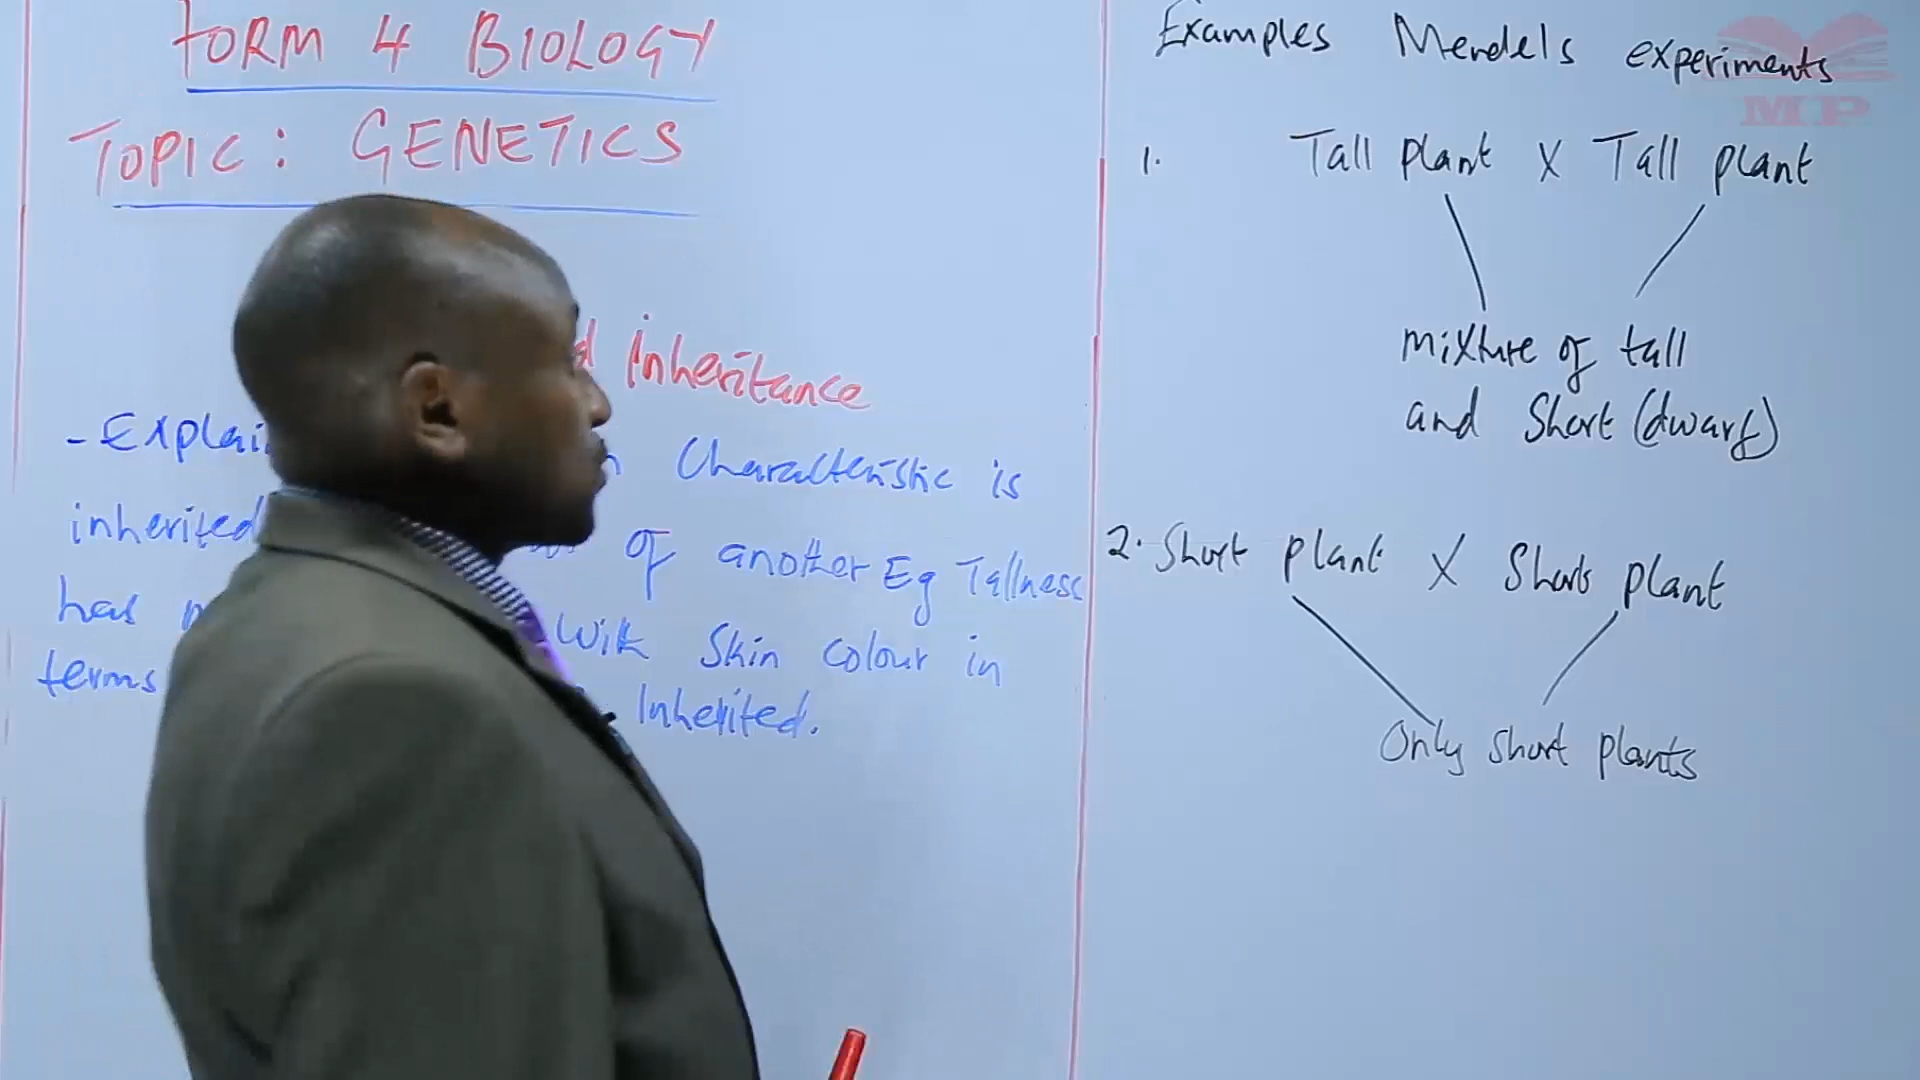 FORM 4 BIOLOGY
TOPIC: GENETICS
Inheritance
- Explai Characteristic is
inherited of another Eg Tallness
has With Skin colour in
terms Inherited.
Examples Mendels experiments
MP
1. Tall plant X Tall plant
mixture of tall
and Short (dwarf)
2. Short plant X Short plant
Only short plants